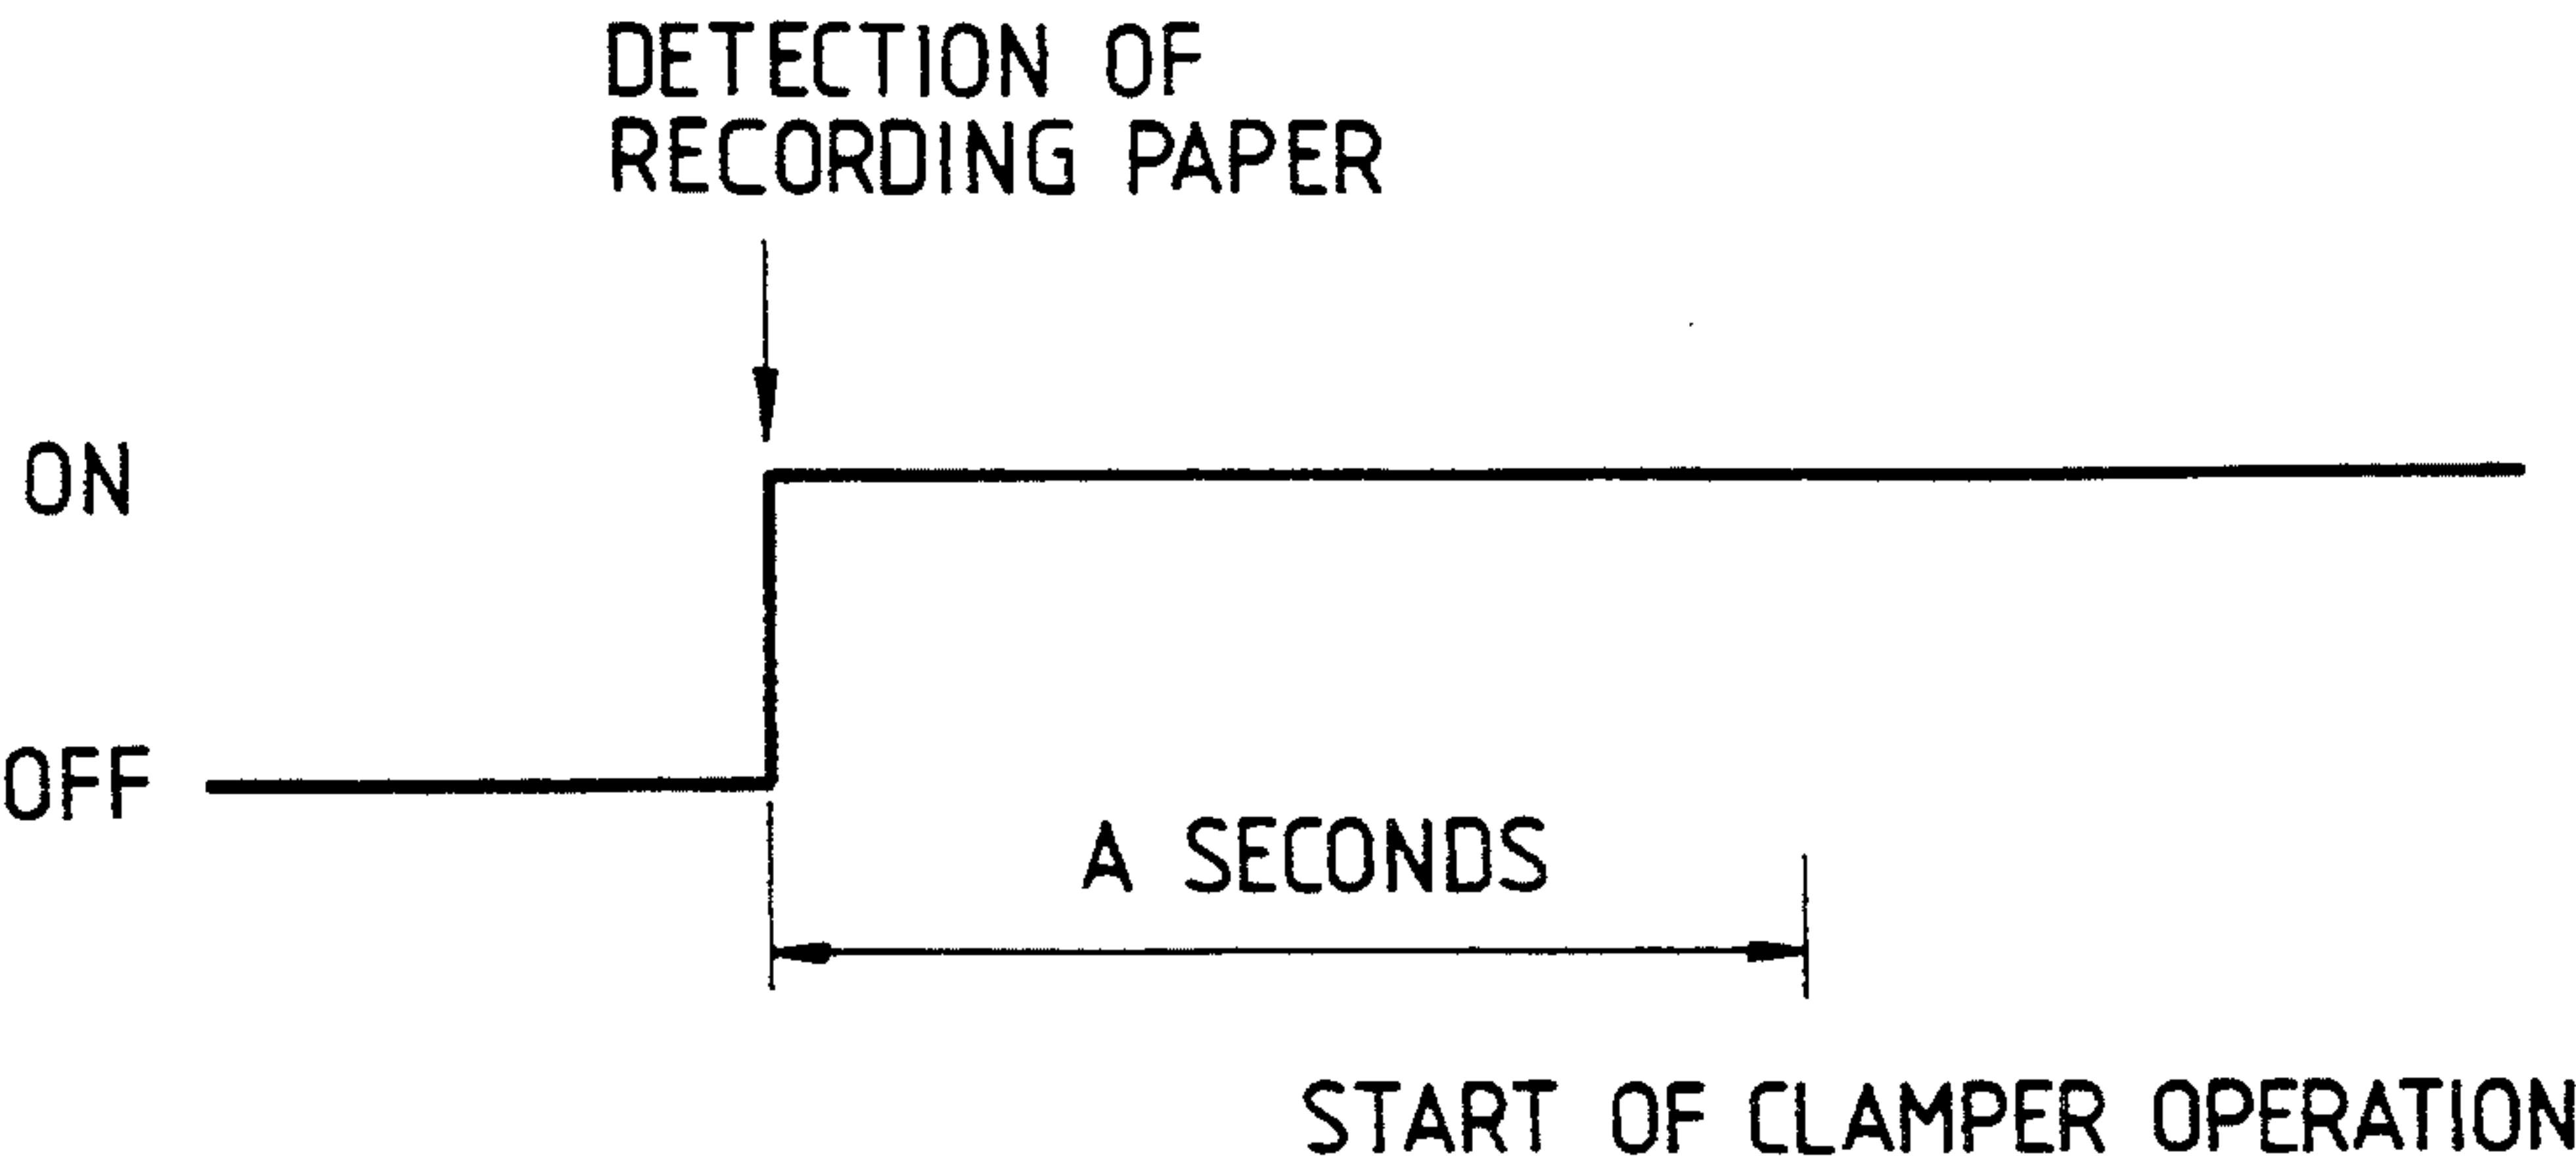 DETECTION OF
RECORDING PAPER
ON
OFF
A SECONDS
START OF CLAMPER OPERATION